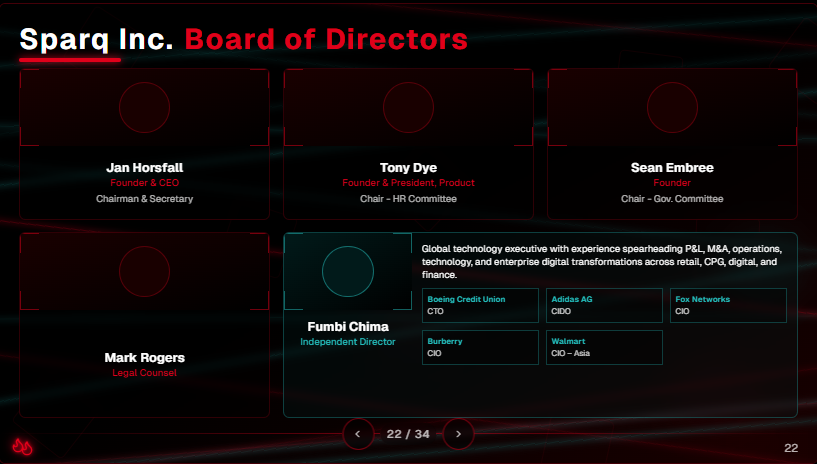 Sparq Inc. Board of Directors
Jan Horsfall
Founder & CEO
Chairman & Secretary
Tony Dye
Founder & President, Product
Chair - HR Committee
Sean Embree
Founder
Chair - Gov. Committee
Mark Rogers
Legal Counsel
Fumbi Chima
Independent Director
Global technology executive with experience spearheading P&L, M&A, operations,
technology, and enterprise digital transformations across retail, CPG, digital, and
finance.
Boeing Credit Union
CTO
Adidas AG
CIDO
Fox Networks
CIO
Burberry
CIO
Walmart
CIO – Asia
22 / 34
22